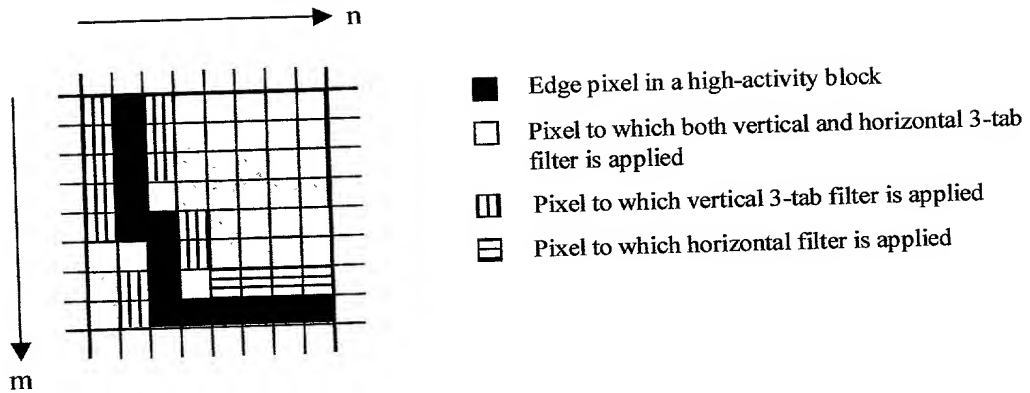 n
Edge pixel in a high-activity block
Pixel to which both vertical and horizontal 3-tab
filter is applied
Pixel to which vertical 3-tab filter is applied
Pixel to which horizontal filter is applied
m